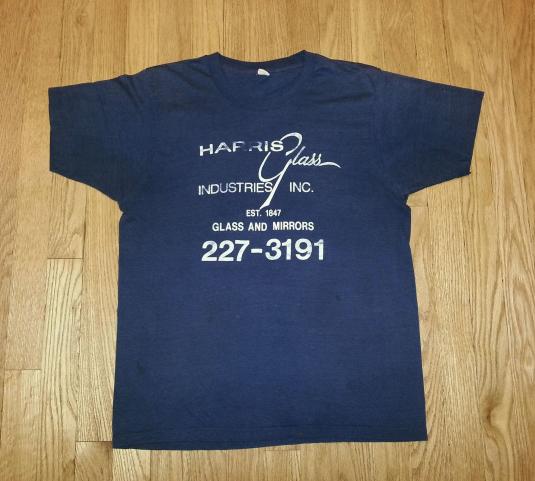 HARRIS Glass
INDUSTRIES INC.
EST. 1847
GLASS AND MIRRORS
227-3191